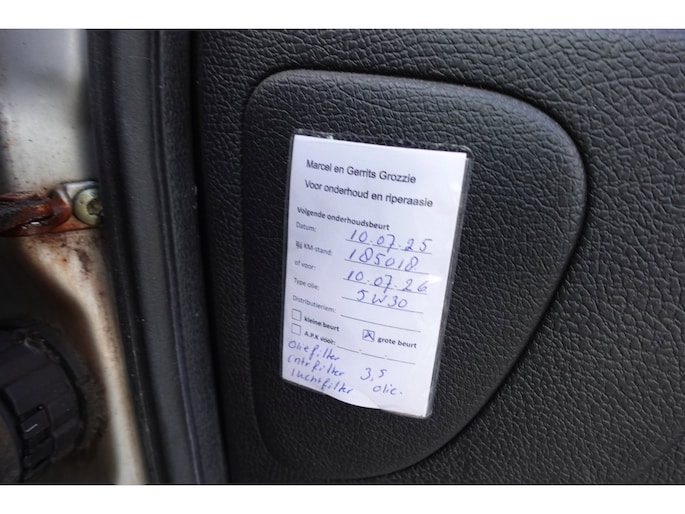 Marcel en Gerrits Grozzie
Voor onderhoud en riperaasie
Volgende onderhoudsbeurt
Datum: 10.07.25
Bij KM-stand: 185018
of voor: 10.07.26
Type olie: 5W30
Distributieriem:
kleine beurt grote beurt
A.P.K voor:
Oliefilter
intrfilter 3,5
luchtfilter olie.